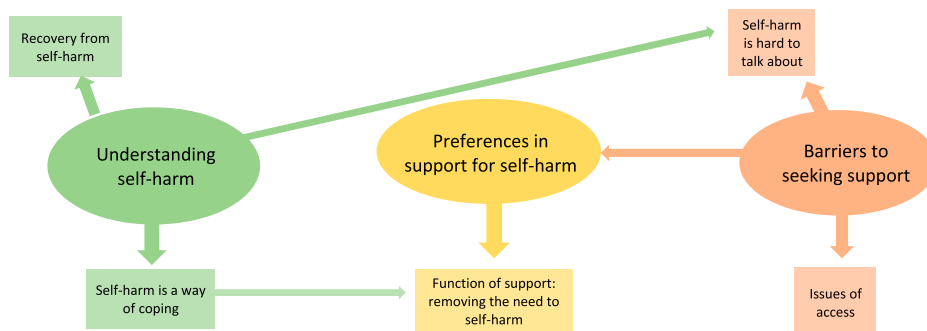 Recovery from
self-harm
Self-harm
is hard to
talk about
Understanding
self-harm
Preferences in
support for self-harm
Barriers to
seeking support
Self-harm is a way
of coping
Function of support:
removing the need to
self-harm
Issues of
access